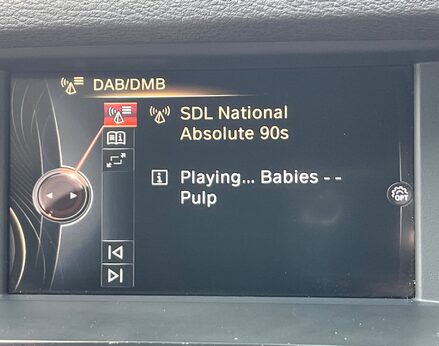 DAB/DMB
SDL National
Absolute 90s
Playing... Babies - -
Pulp
OPT